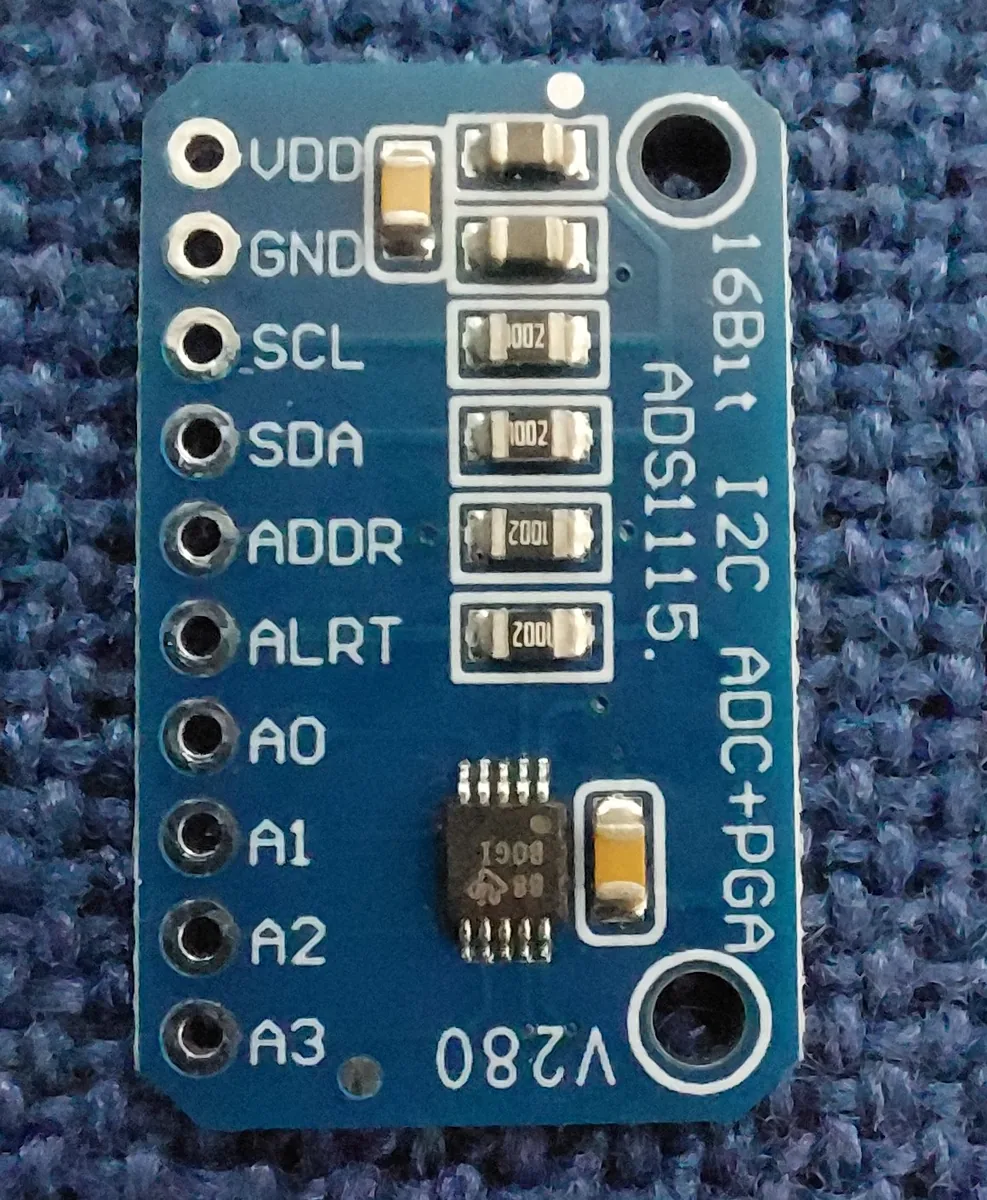 VDD
GND
SCL
SDA
ADDR
ALRT
A0
A1
A2
A3
1002
1002
1002
1002
16Bit I2C ADC+PGA
ADS1115.
BOGI
V280